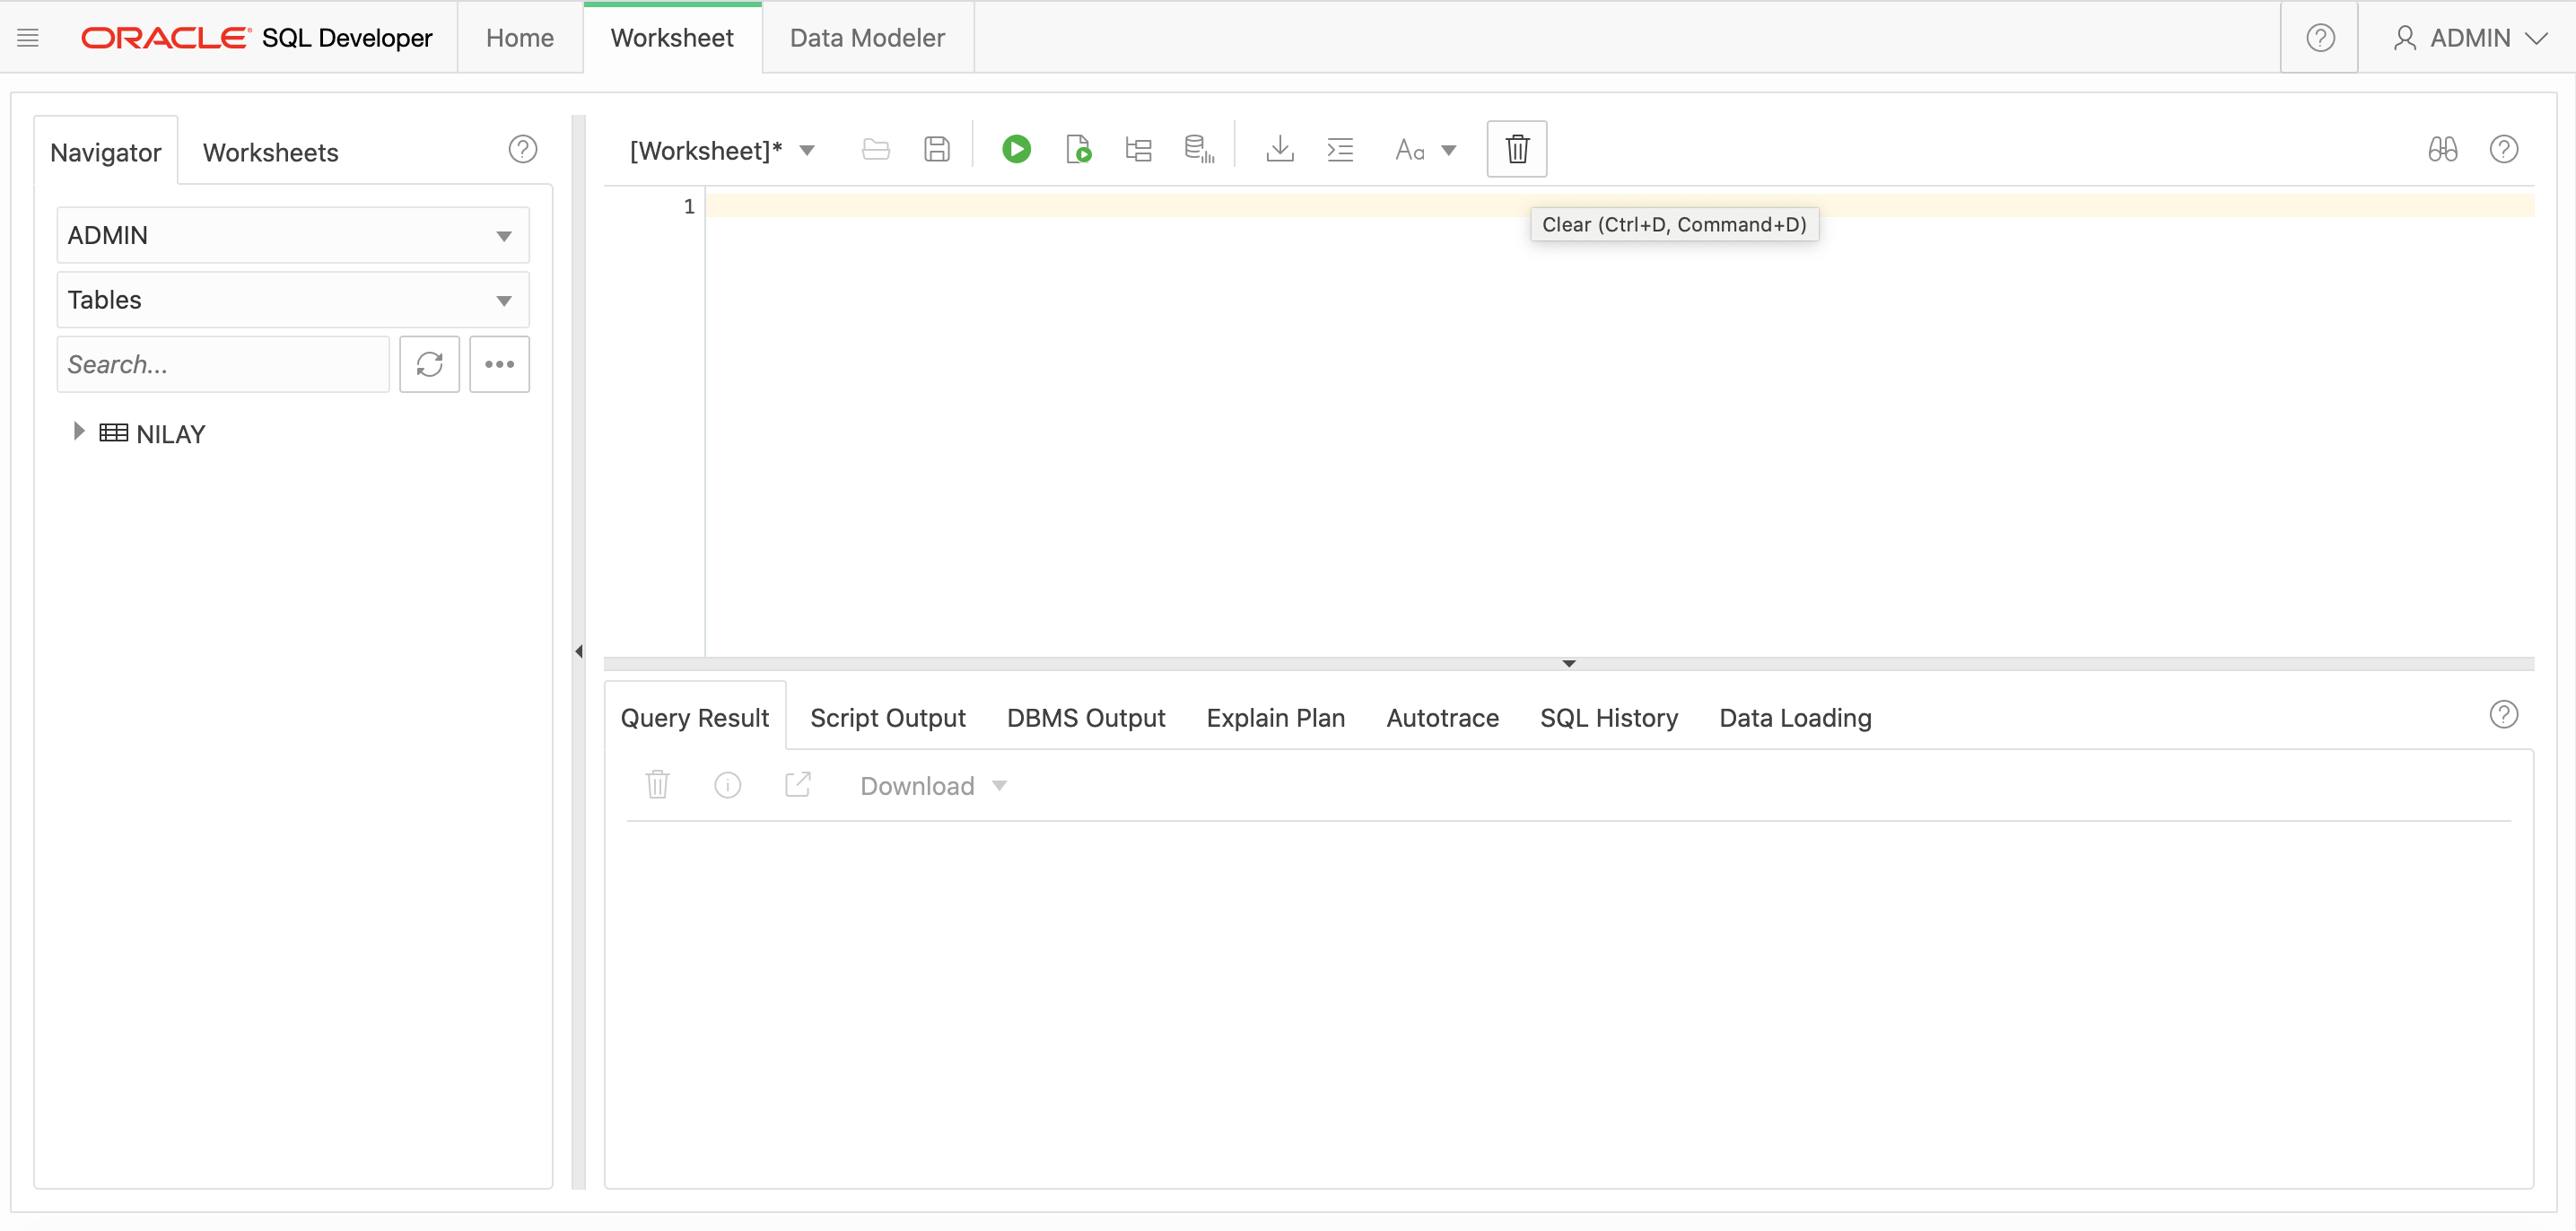 ORACLE SQL Developer Home Worksheet Data Modeler ADMIN
Navigator Worksheets
[Worksheet]* Aa
ADMIN
Tables
Search...
NILAY
1
Clear (Ctrl+D, Command+D)
Query Result Script Output DBMS Output Explain Plan Autotrace SQL History Data Loading
Download